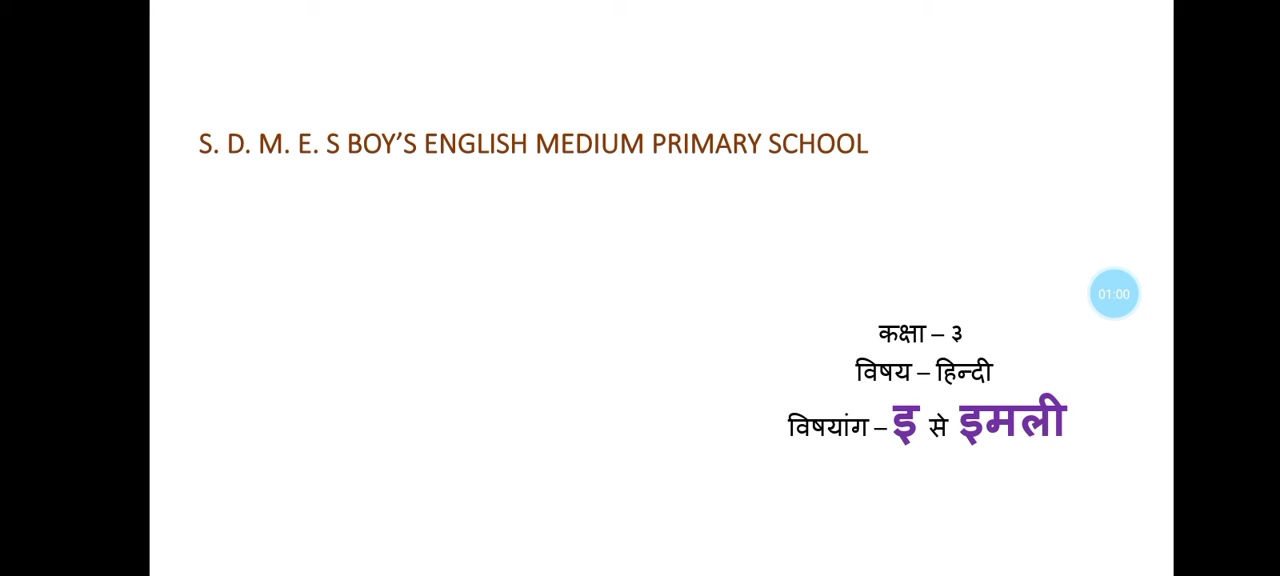 S. D. M. E. S BOY'S ENGLISH MEDIUM PRIMARY SCHOOL
01:00
कक्षा – ३
विषय – हिन्दी
विषयांग – इ से इमली